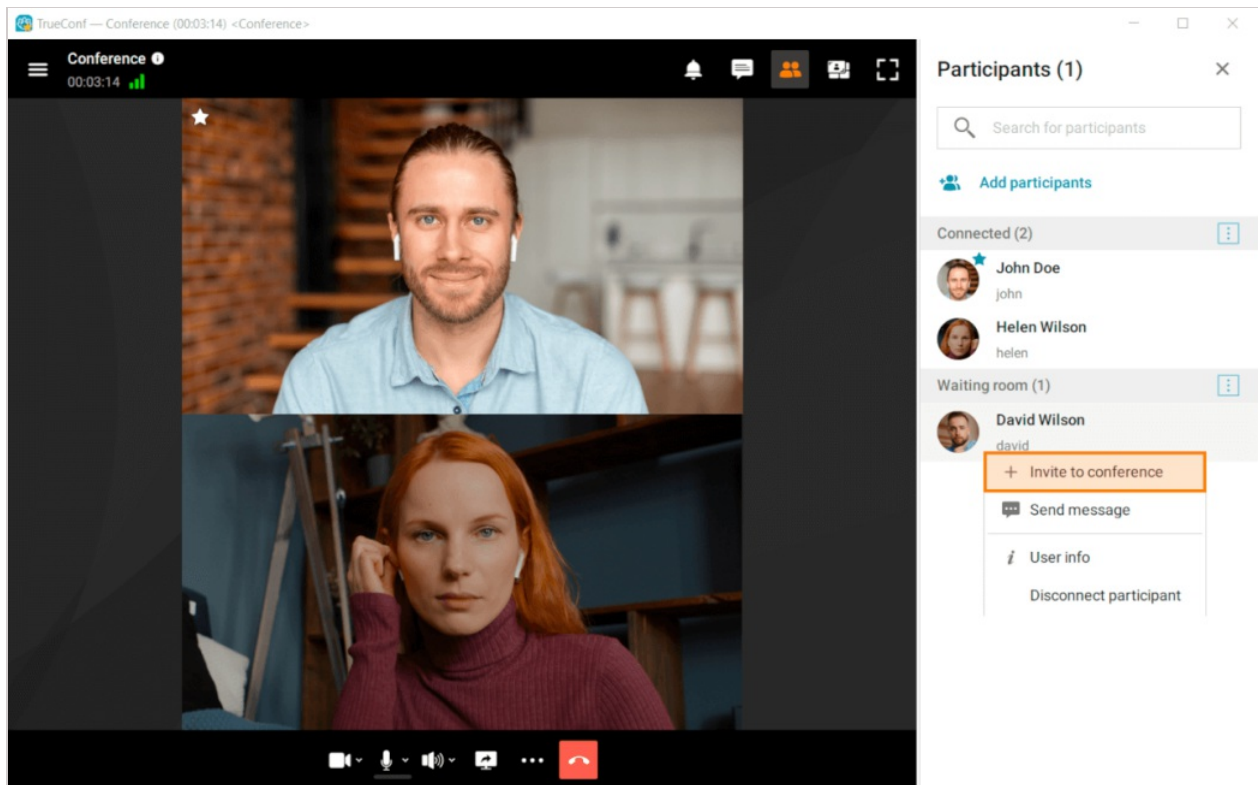 TrueConf — Conference (00:03:14) <Conference>
Conference
00:03:14
Participants (1)
Search for participants
Add participants
Connected (2)
John Doe
john
Helen Wilson
helen
Waiting room (1)
David Wilson
david
Invite to conference
Send message
User info
Disconnect participant